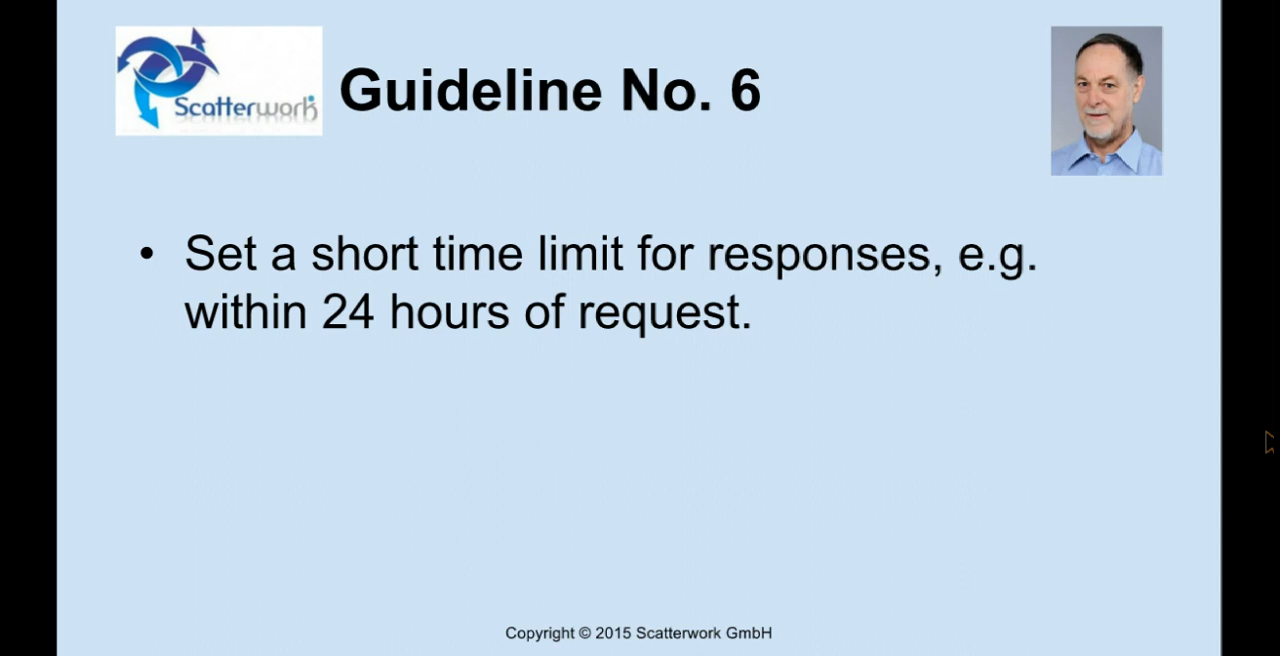 Scatterwork
Guideline No. 6
• Set a short time limit for responses, e.g.
within 24 hours of request.
Copyright © 2015 Scatterwork GmbH